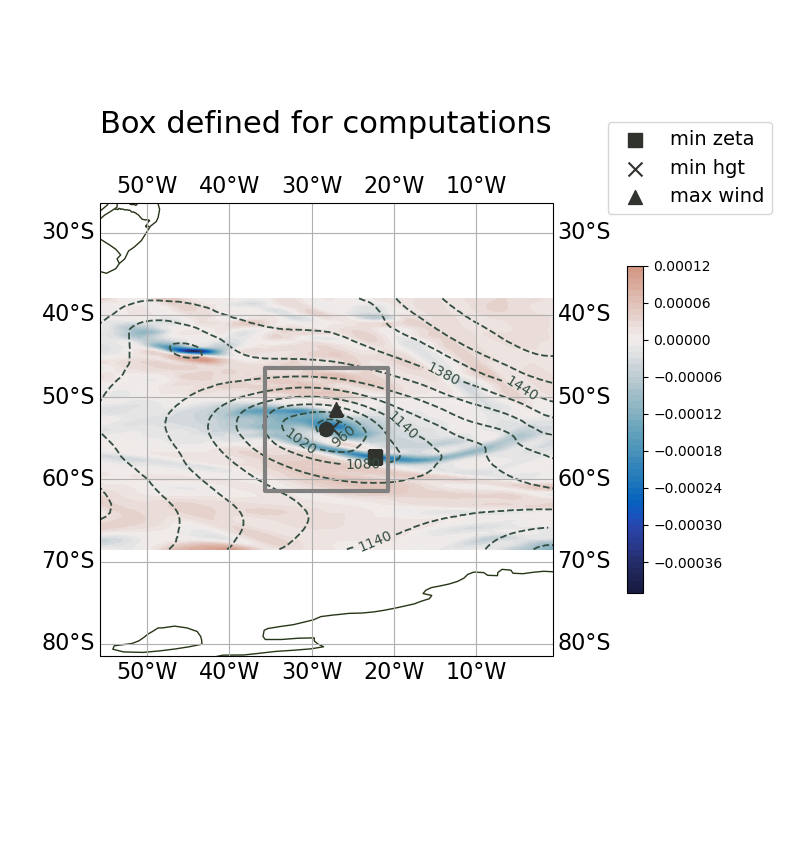 Box defined for computations
min zeta
min hgt
max wind
50°W 40°W 30°W 20°W 10°W
30°S 30°S
40°S 40°S
50°S 50°S
60°S 60°S
70°S 70°S
80°S 80°S
50°W 40°W 30°W 20°W 10°W
1380
1440
1140
1020
960
1080
1140
0.00012
0.00006
0.00000
−0.00006
−0.00012
−0.00018
−0.00024
−0.00030
−0.00036